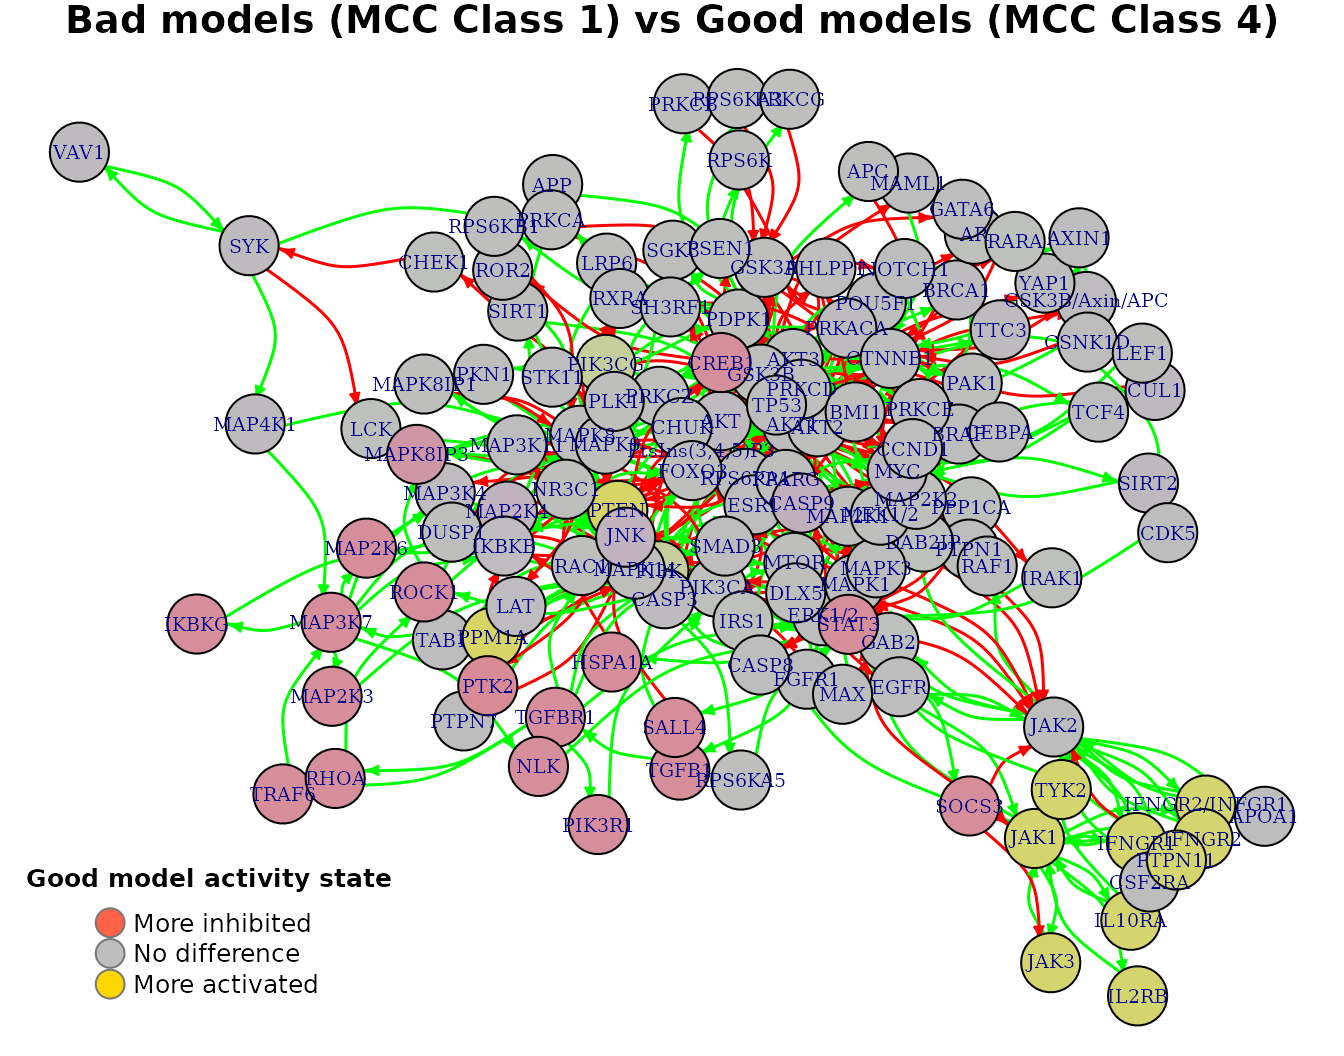 Bad models (MCC Class 1) vs Good models (MCC Class 4)
PRKCB
RPS6KA3
PRKCG
VAV1
RPS6K
APC
MAML1
APP
RPS6KB1
PRKCA
GATA6
AR
RARA
AXIN1
SYK
CHEK1
ROR2
LRP6
SGK3
PSEN1
GSK3A
PHLPP1
NOTCH1
BRCA1
YAP1
GSK3B/Axin/APC
SIRT1
RXRA
SH3RF1
PDPK1
POU5F1
PRKACA
TTC3
CSNK1D
LEF1
MAPK8IP1
PKN1
STK11
PIK3CG
CREB1
GSK3B
AKT3
CTNNB1
PAK1
CUL1
PLK1
PRKCZ
PRKCD
TP53
BMI1
PRKCE
TCF4
MAP4K1
LCK
MAPK8
CHUK
AKT
AKT1
AKT2
BRAF
CEBPA
MAPK8IP3
MAP3K11
MAPK9
PtsIns(3,4,5)P3
CCND1
FOXO3
RPS6KA1
PPARG
MYC
SIRT2
MAP3K4
NR3C1
MAP2K4
PTEN
ESR1
CASP9
MAP2K1
MEK1/2
MAP2K2
PPP1CA
DUSP1
IKBKB
JNK
SMAD3
DAB2IP
PTPN1
CDK5
MAP2K6
RAC1
MAPK14
PI3K
PIK3CA
MTOR
MAPK3
MAPK1
RAF1
IRAK1
ROCK1
LAT
CASP3
DLX5
ERK1/2
IKBKG
MAP3K7
TAB1
PPM1A
IRS1
STAT3
GAB2
HSPA1A
CASP8
MAP2K3
PTK2
FGFR1
MAX
EGFR
PTPN7
TGFBR1
SALL4
JAK2
TRAF6
RHOA
NLK
TGFB1
RPS6KA5
TYK2
PIK3R1
SOCS3
JAK1
IFNGR2/INFGR1
APOA1
IFNGR1
IFNGR2
PTPN11
CSF2RA
IL10RA
JAK3
IL2RB
Good model activity state
More inhibited
No difference
More activated